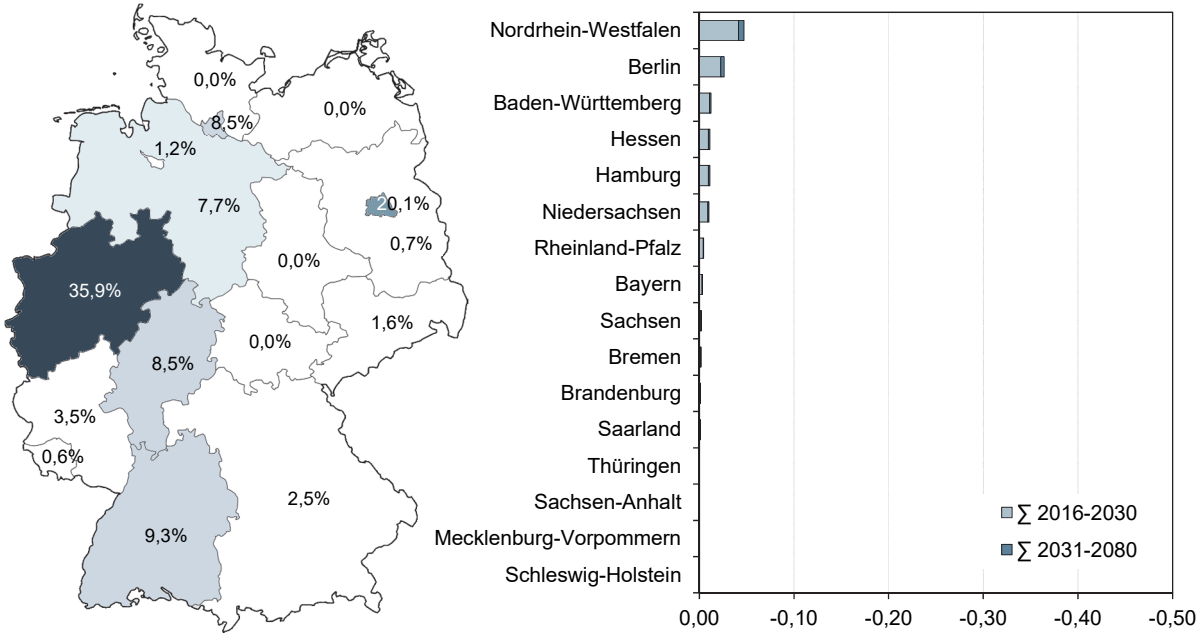 0,0%
0,0%
8,5%
1,2%
7,7%
20,1%
0,7%
0,0%
35,9%
1,6%
0,0%
8,5%
3,5%
0,6%
2,5%
9,3%
Nordrhein-Westfalen
Berlin
Baden-Württemberg
Hessen
Hamburg
Niedersachsen
Rheinland-Pfalz
Bayern
Sachsen
Bremen
Brandenburg
Saarland
Thüringen
Sachsen-Anhalt
Mecklenburg-Vorpommern
Schleswig-Holstein
∑ 2016-2030
∑ 2031-2080
0,00 -0,10 -0,20 -0,30 -0,40 -0,50